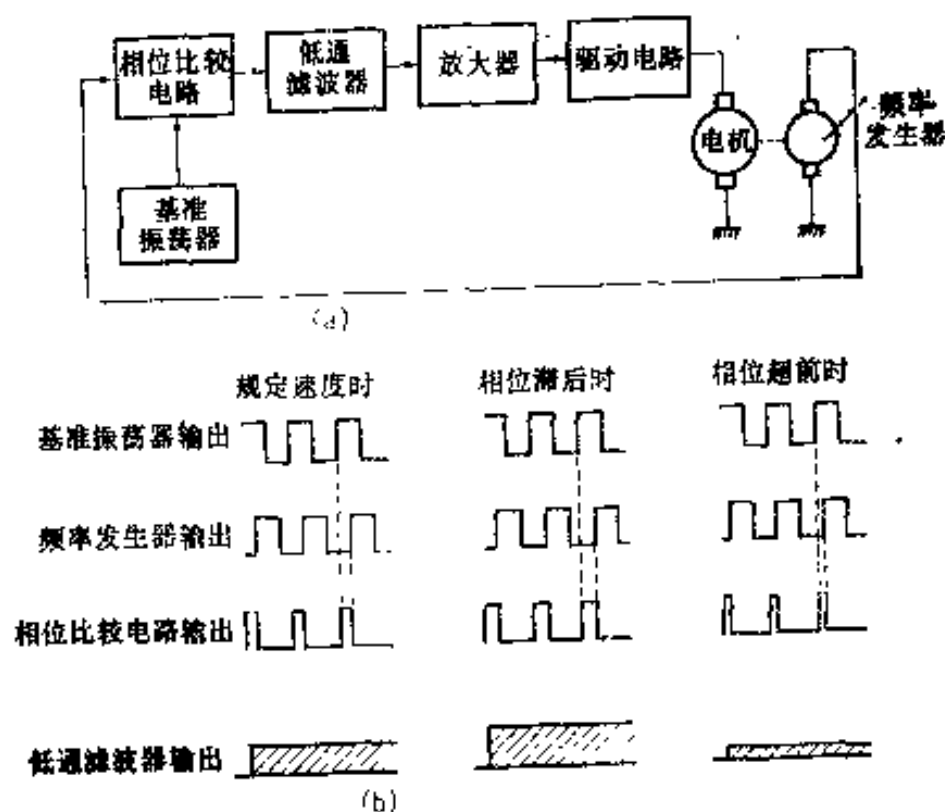 相位比较
电路
低通
滤波器
放大器
驱动电路
电机
频率
发生器
基准
振荡器
(a)
规定速度时
相位滞后时
相位超前时
基准振荡器输出
频率发生器输出
相位比较电路输出
低通滤波器输出
(b)